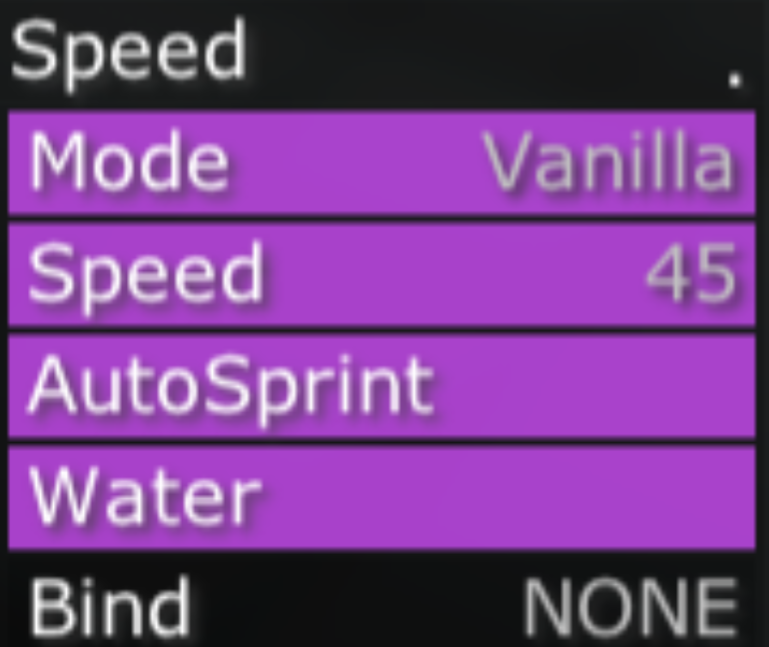 Speed .
Mode Vanilla
Speed 45
AutoSprint
Water
Bind NONE